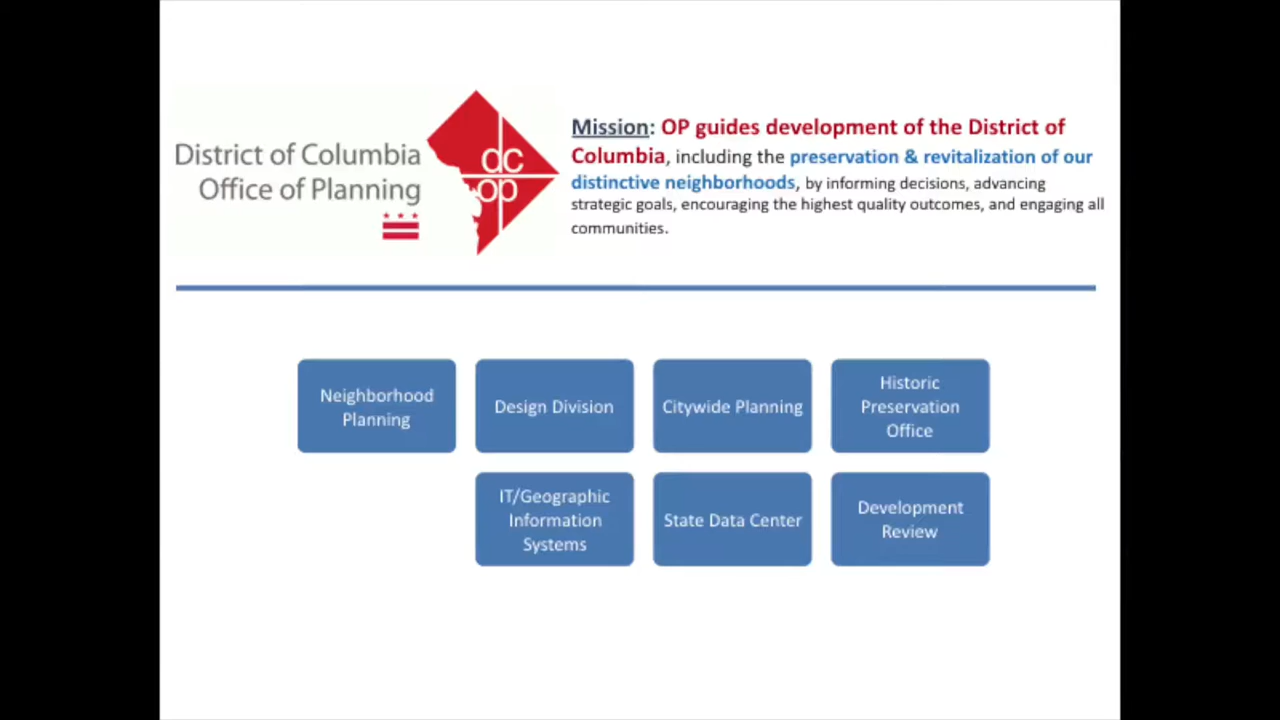 District of Columbia
Office of Planning
dc
op
Mission: OP guides development of the District of
Columbia, including the preservation & revitalization of our
distinctive neighborhoods, by informing decisions, advancing
strategic goals, encouraging the highest quality outcomes, and engaging all
communities.
Neighborhood
Planning
Design Division
Citywide Planning
Historic
Preservation
Office
IT/Geographic
Information
Systems
State Data Center
Development
Review